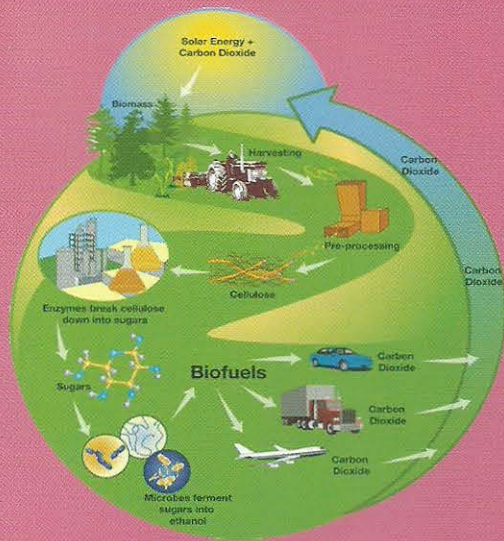 Solar Energy +
Carbon Dioxide
Biomass
Harvesting
Carbon
Dioxide
Pre-processing
Carbon
Dioxide
Cellulose
Enzymes break cellulose
down into sugars
Sugars
Biofuels
Carbon
Dioxide
Carbon
Dioxide
Carbon
Dioxide
Microbes ferment
sugars into
ethanol